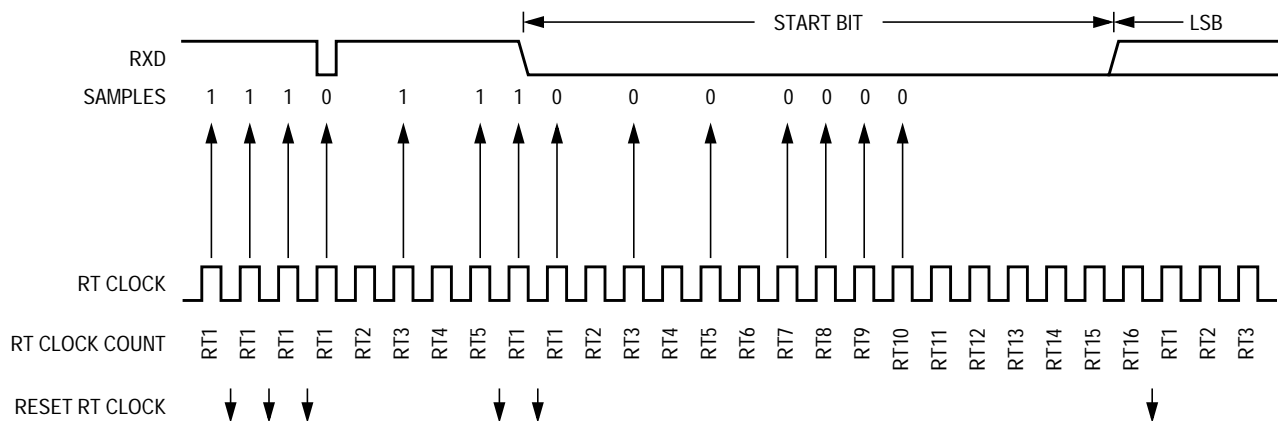 START BIT LSB
RXD
SAMPLES 1 1 1 0 1 1 1 0 0 0 0 0 0 0
RT CLOCK
RT CLOCK COUNT RT1 RT1 RT1 RT1 RT2 RT3 RT4 RT5 RT1 RT1 RT2 RT3 RT4 RT5 RT6 RT7 RT8 RT9 RT10 RT11 RT12 RT13 RT14 RT15 RT16 RT1 RT2 RT3
RESET RT CLOCK